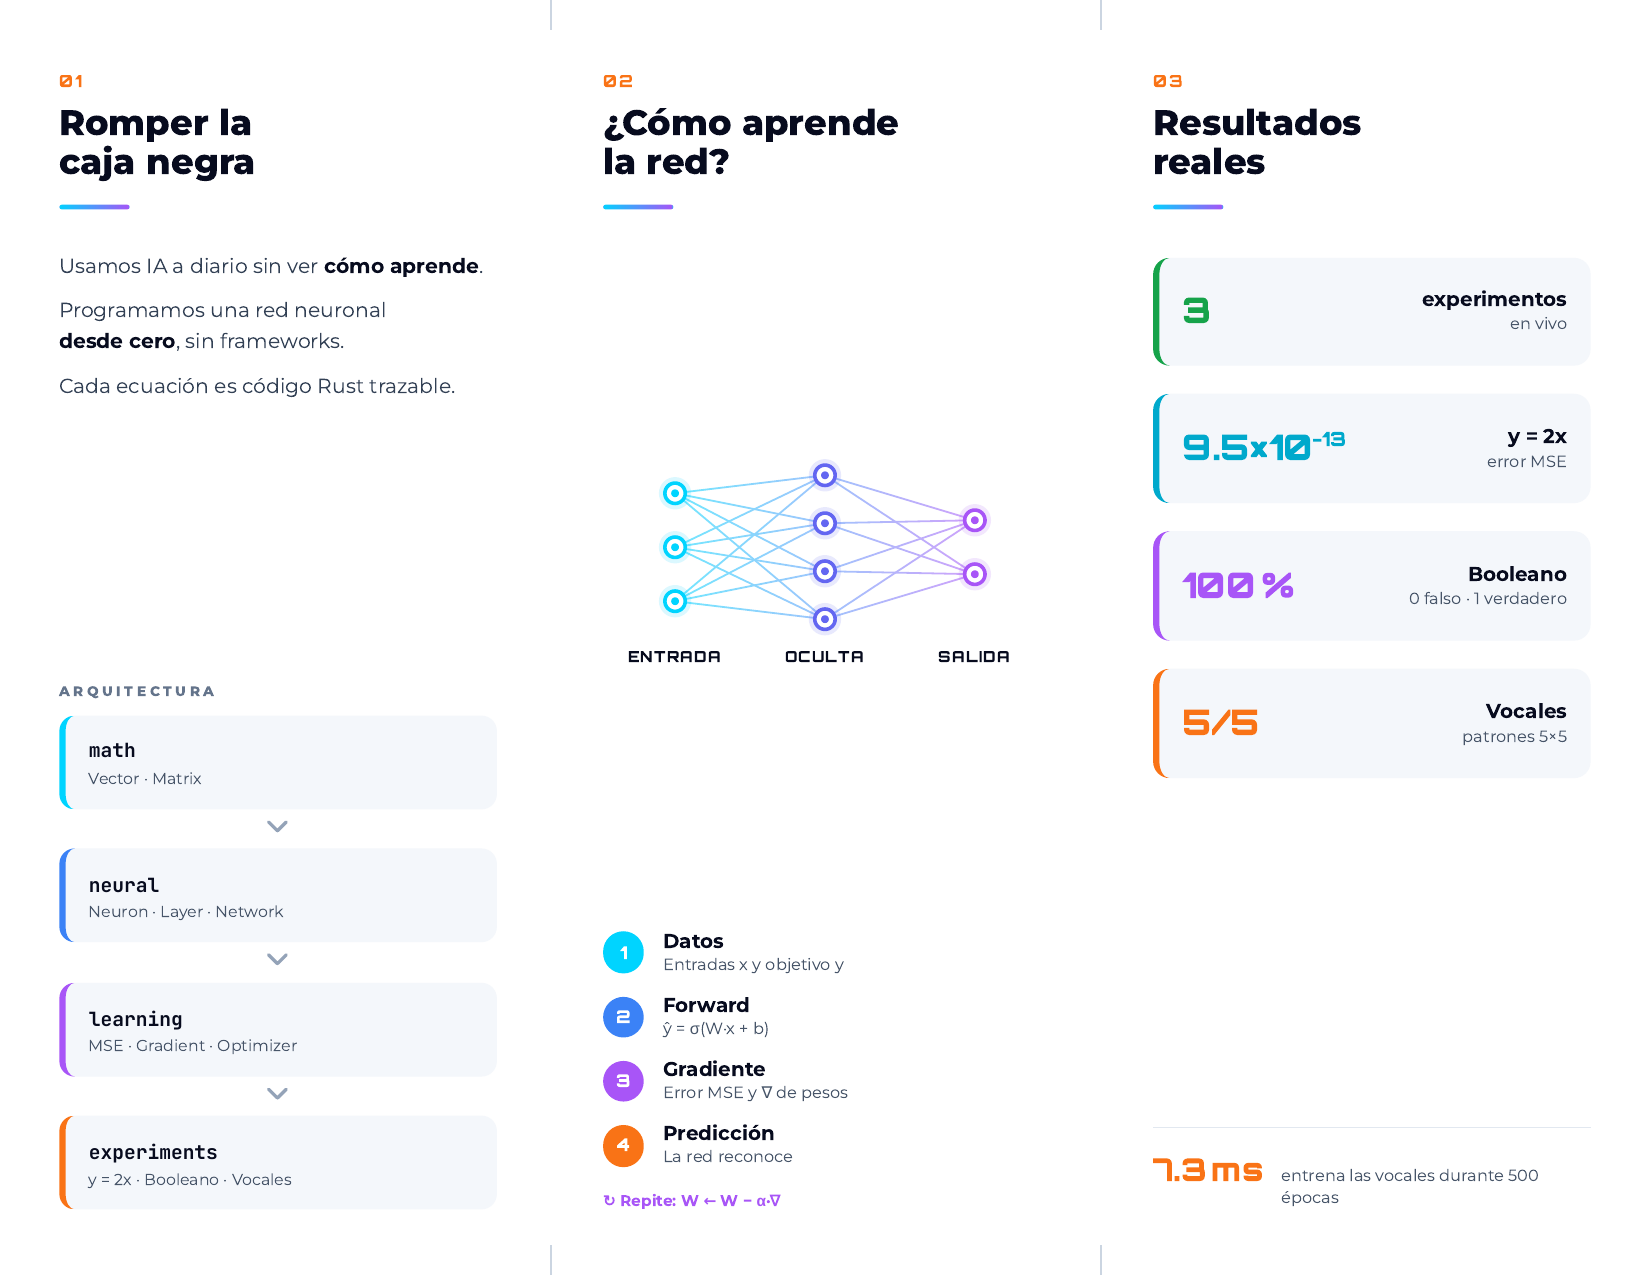 01
Romper la
caja negra
Usamos IA a diario sin ver cómo aprende.
Programamos una red neuronal
desde cero, sin frameworks.
Cada ecuación es código Rust trazable.
ARQUITECTURA
math
Vector · Matrix
neural
Neuron · Layer · Network
learning
MSE · Gradient · Optimizer
experiments
y = 2x · Booleano · Vocales
02
¿Cómo aprende
la red?
ENTRADA OCULTA SALIDA
1 Datos
Entradas x y objetivo y
2 Forward
ŷ = σ(W·x + b)
3 Gradiente
Error MSE y ∇ de pesos
4 Predicción
La red reconoce
↻ Repite: W ← W − α·∇
03
Resultados
reales
3 experimentos
en vivo
9.5x10⁻¹³ y = 2x
error MSE
100 % Booleano
0 falso · 1 verdadero
5/5 Vocales
patrones 5×5
7.3 ms entrena las vocales durante 500
épocas